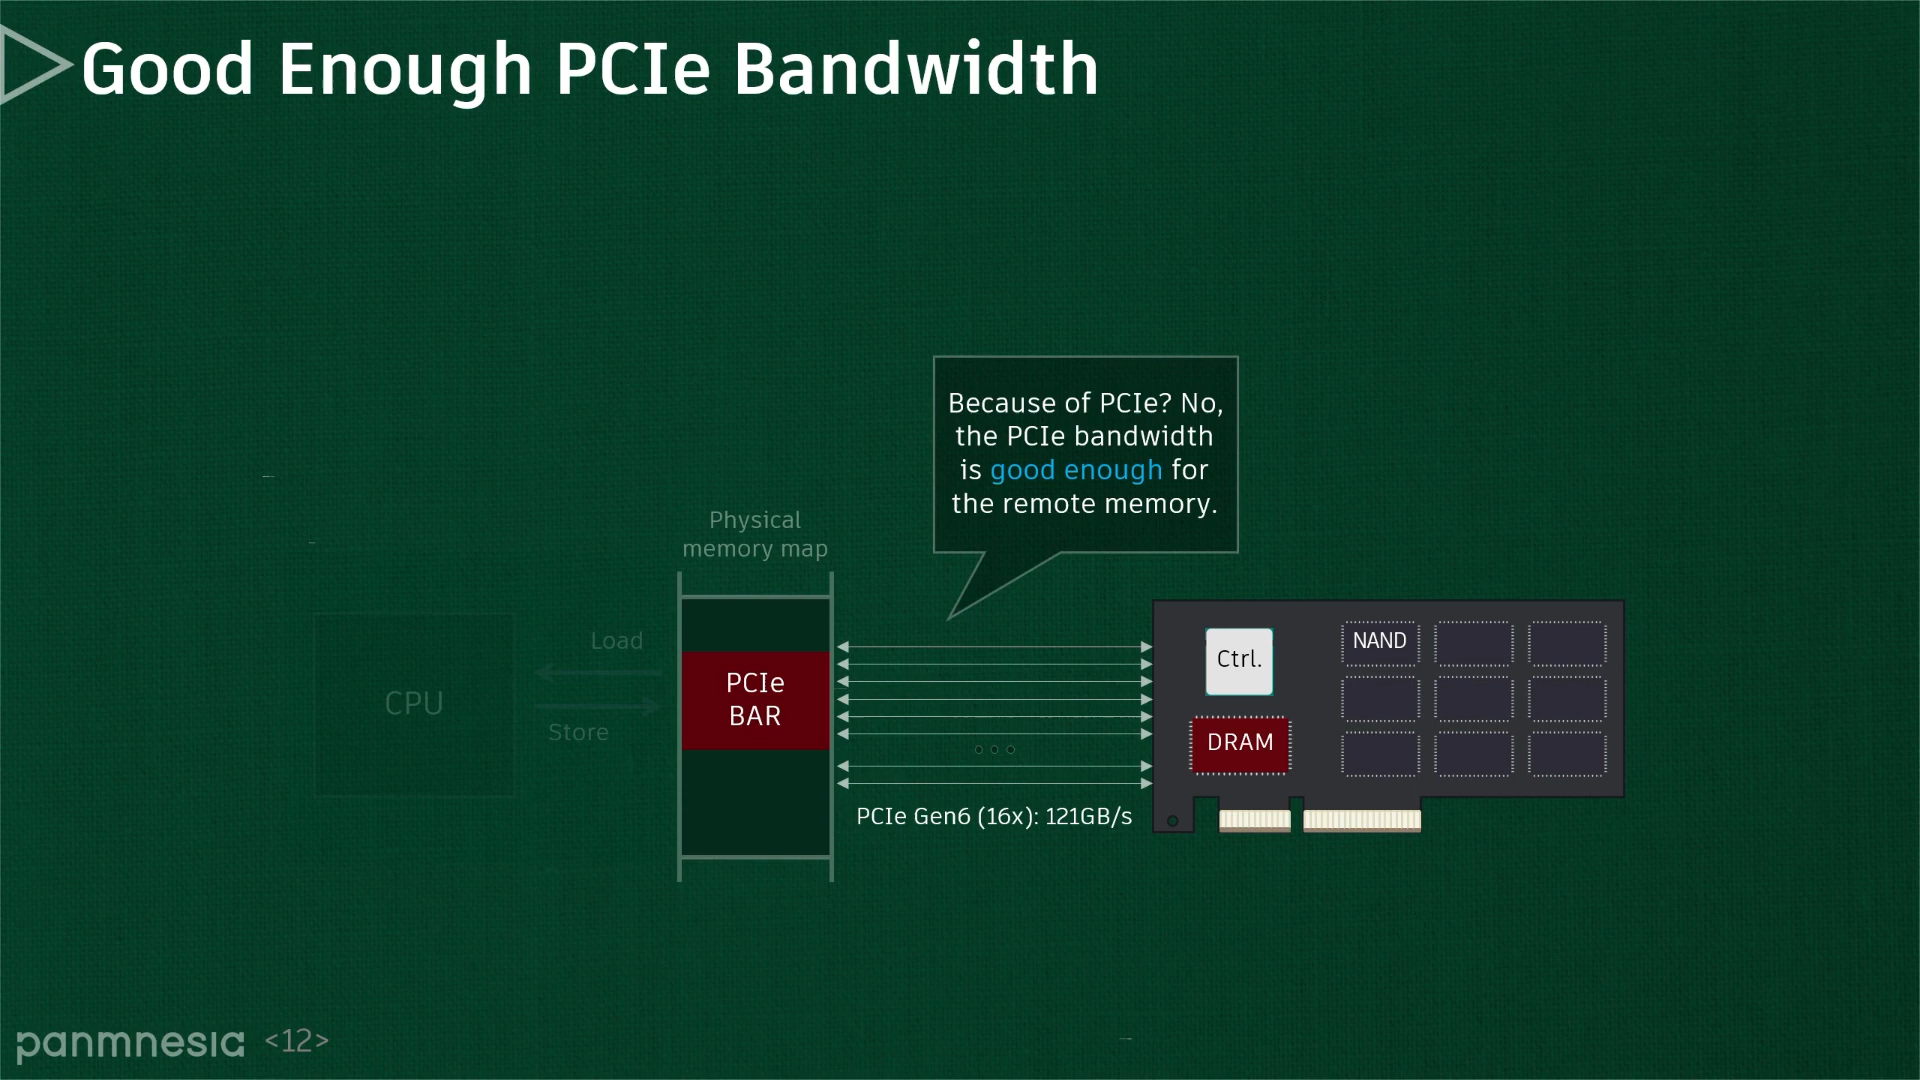 Good Enough PCIe Bandwidth
Because of PCIe? No,
the PCIe bandwidth
is good enough for
the remote memory.
Physical
memory map
Load
CPU
Store
PCIe
BAR
Ctrl.
NAND
DRAM
PCIe Gen6 (16x): 121GB/s
panmnesia <12>